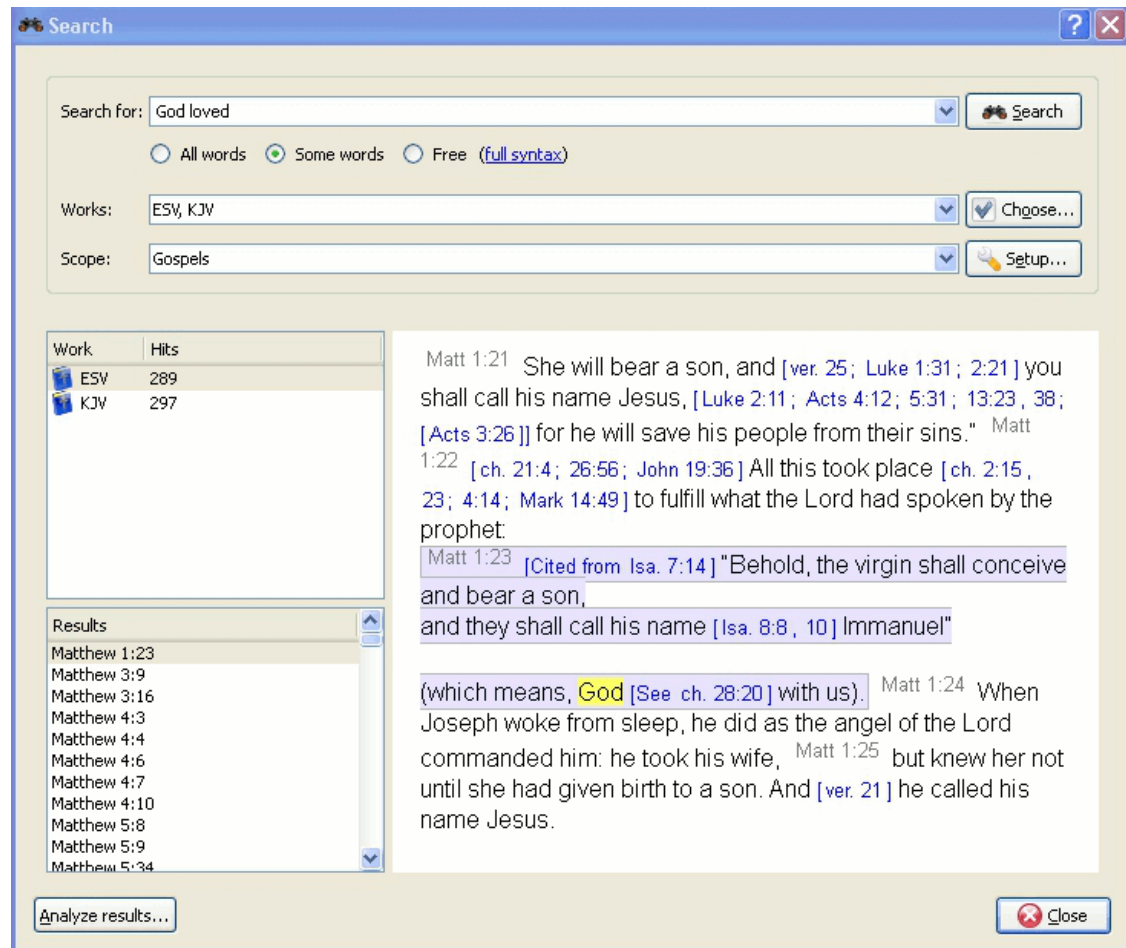 Search
Search for: God loved Search
All words Some words Free (full syntax)
Works: ESV, KJV Choose...
Scope: Gospels Setup...
Work Hits
ESV 289
KJV 297
Results
Matthew 1:23
Matthew 3:9
Matthew 3:16
Matthew 4:3
Matthew 4:4
Matthew 4:6
Matthew 4:7
Matthew 4:10
Matthew 5:8
Matthew 5:9
Matthew 5:34
Matt 1:21 She will bear a son, and [ver. 25; Luke 1:31; 2:21] you
shall call his name Jesus, [Luke 2:11; Acts 4:12; 5:31; 13:23, 38;
[Acts 3:26]] for he will save his people from their sins." Matt
1:22 [ch. 21:4; 26:56; John 19:36] All this took place [ch. 2:15,
23; 4:14; Mark 14:49] to fulfill what the Lord had spoken by the
prophet:
Matt 1:23 [Cited from Isa. 7:14] "Behold, the virgin shall conceive
and bear a son,
and they shall call his name [Isa. 8:8, 10] Immanuel"
(which means, God [See ch. 28:20] with us). Matt 1:24 When
Joseph woke from sleep, he did as the angel of the Lord
commanded him: he took his wife, Matt 1:25 but knew her not
until she had given birth to a son. And [ver. 21] he called his
name Jesus.
Analyze results... Close